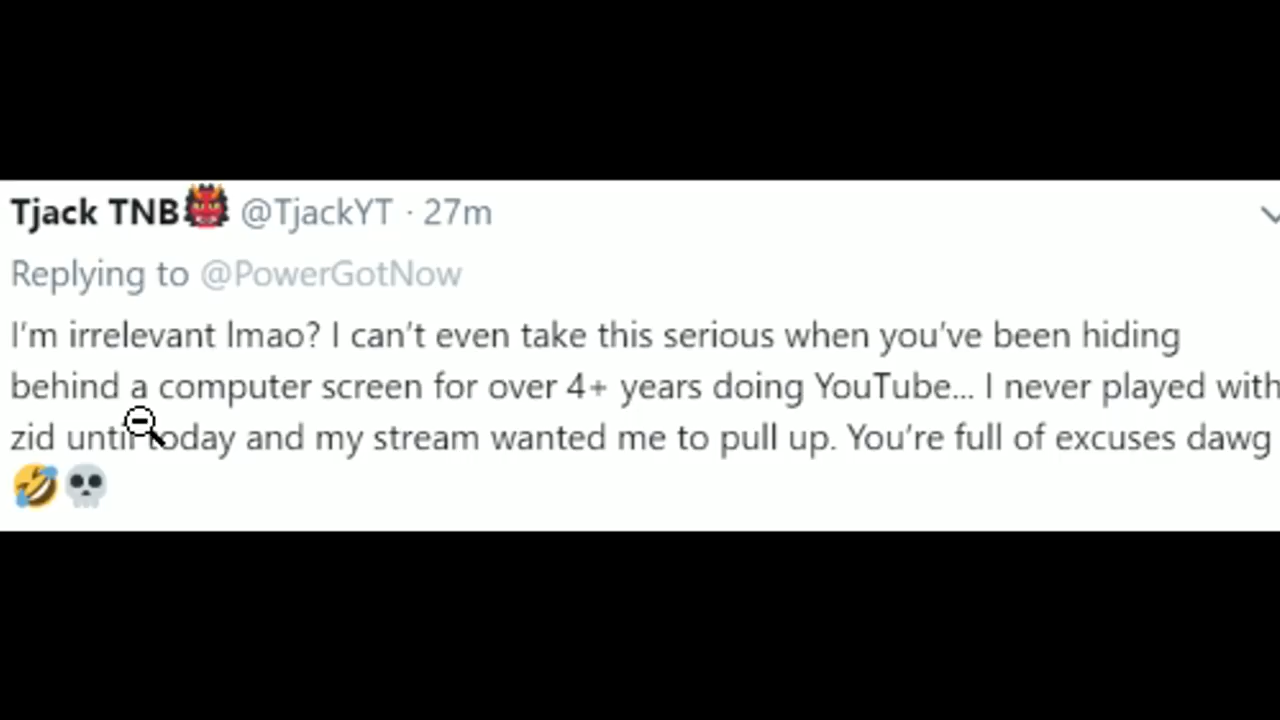 Tjack TNB👹 @TjackYT · 27m
Replying to @PowerGotNow
I'm irrelevant lmao? I can't even take this serious when you've been hiding
behind a computer screen for over 4+ years doing YouTube... I never played with
zid until today and my stream wanted me to pull up. You're full of excuses dawg
🤣💀